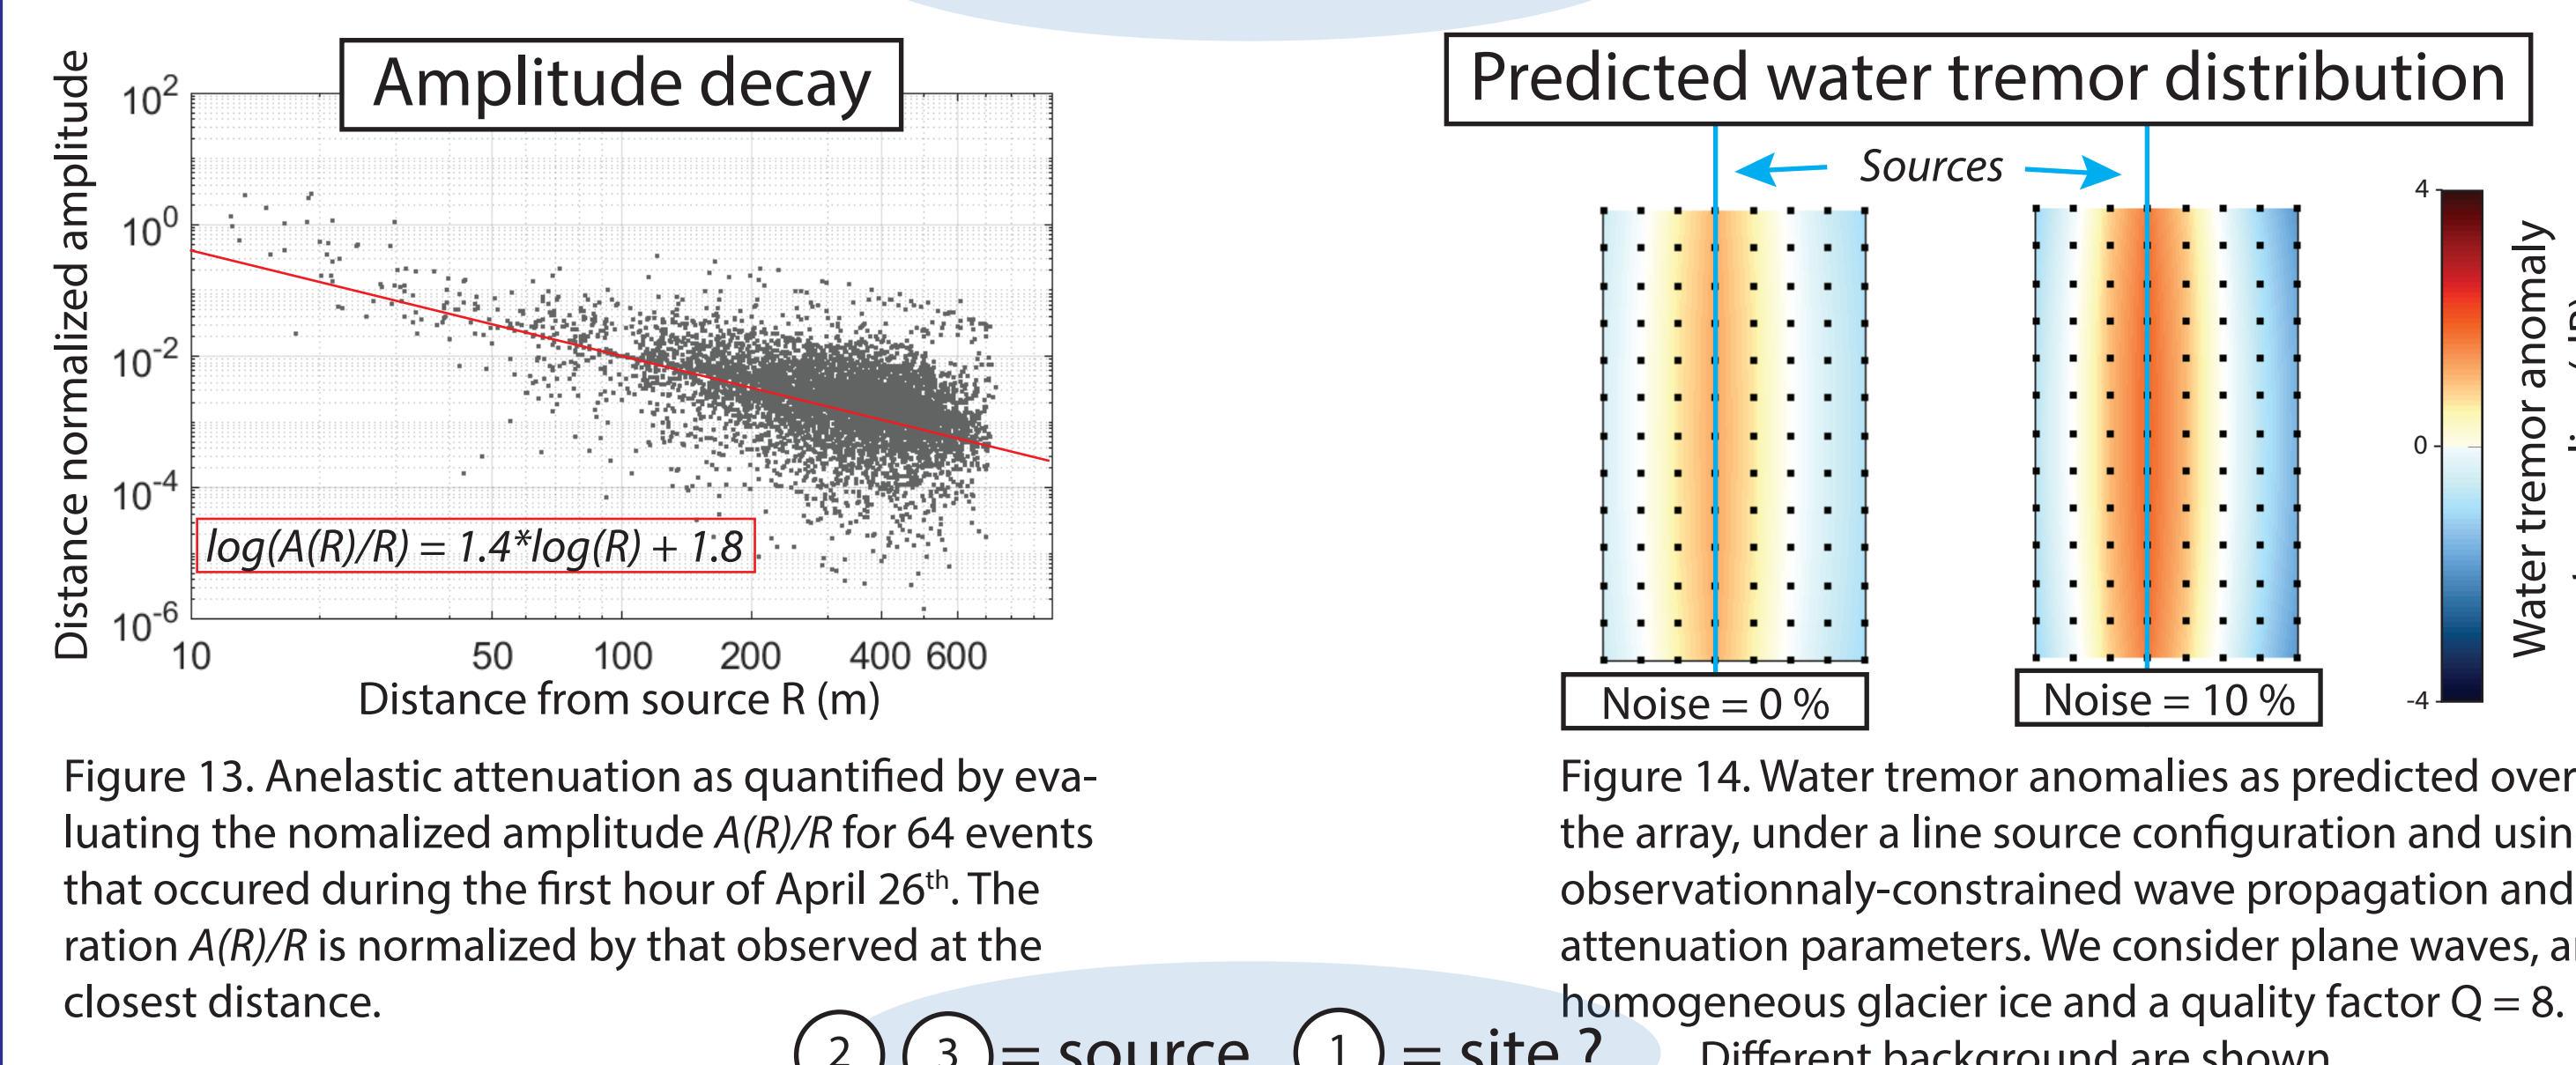 Amplitude decay
Distance normalized amplitude
10^2
10^0
10^-2
10^-4
10^-6
log(A(R)/R) = 1.4*log(R) + 1.8
10 50 100 200 400 600
Distance from source R (m)
Figure 13. Anelastic attenuation as quantified by eva-
luating the nomalized amplitude A(R)/R for 64 events
that occured during the first hour of April 26th. The
ration A(R)/R is normalized by that observed at the
closest distance.
Predicted water tremor distribution
Sources
4
0
-4
Water tremor anomaly
Noise = 0 %
Noise = 10 %
Figure 14. Water tremor anomalies as predicted over
the array, under a line source configuration and
observationnaly-constrained wave propagation and
attenuation parameters. We consider plane waves,
homogeneous glacier ice and a quality factor Q = 8.
Different background are shown
2 3 = source 1 = site ?